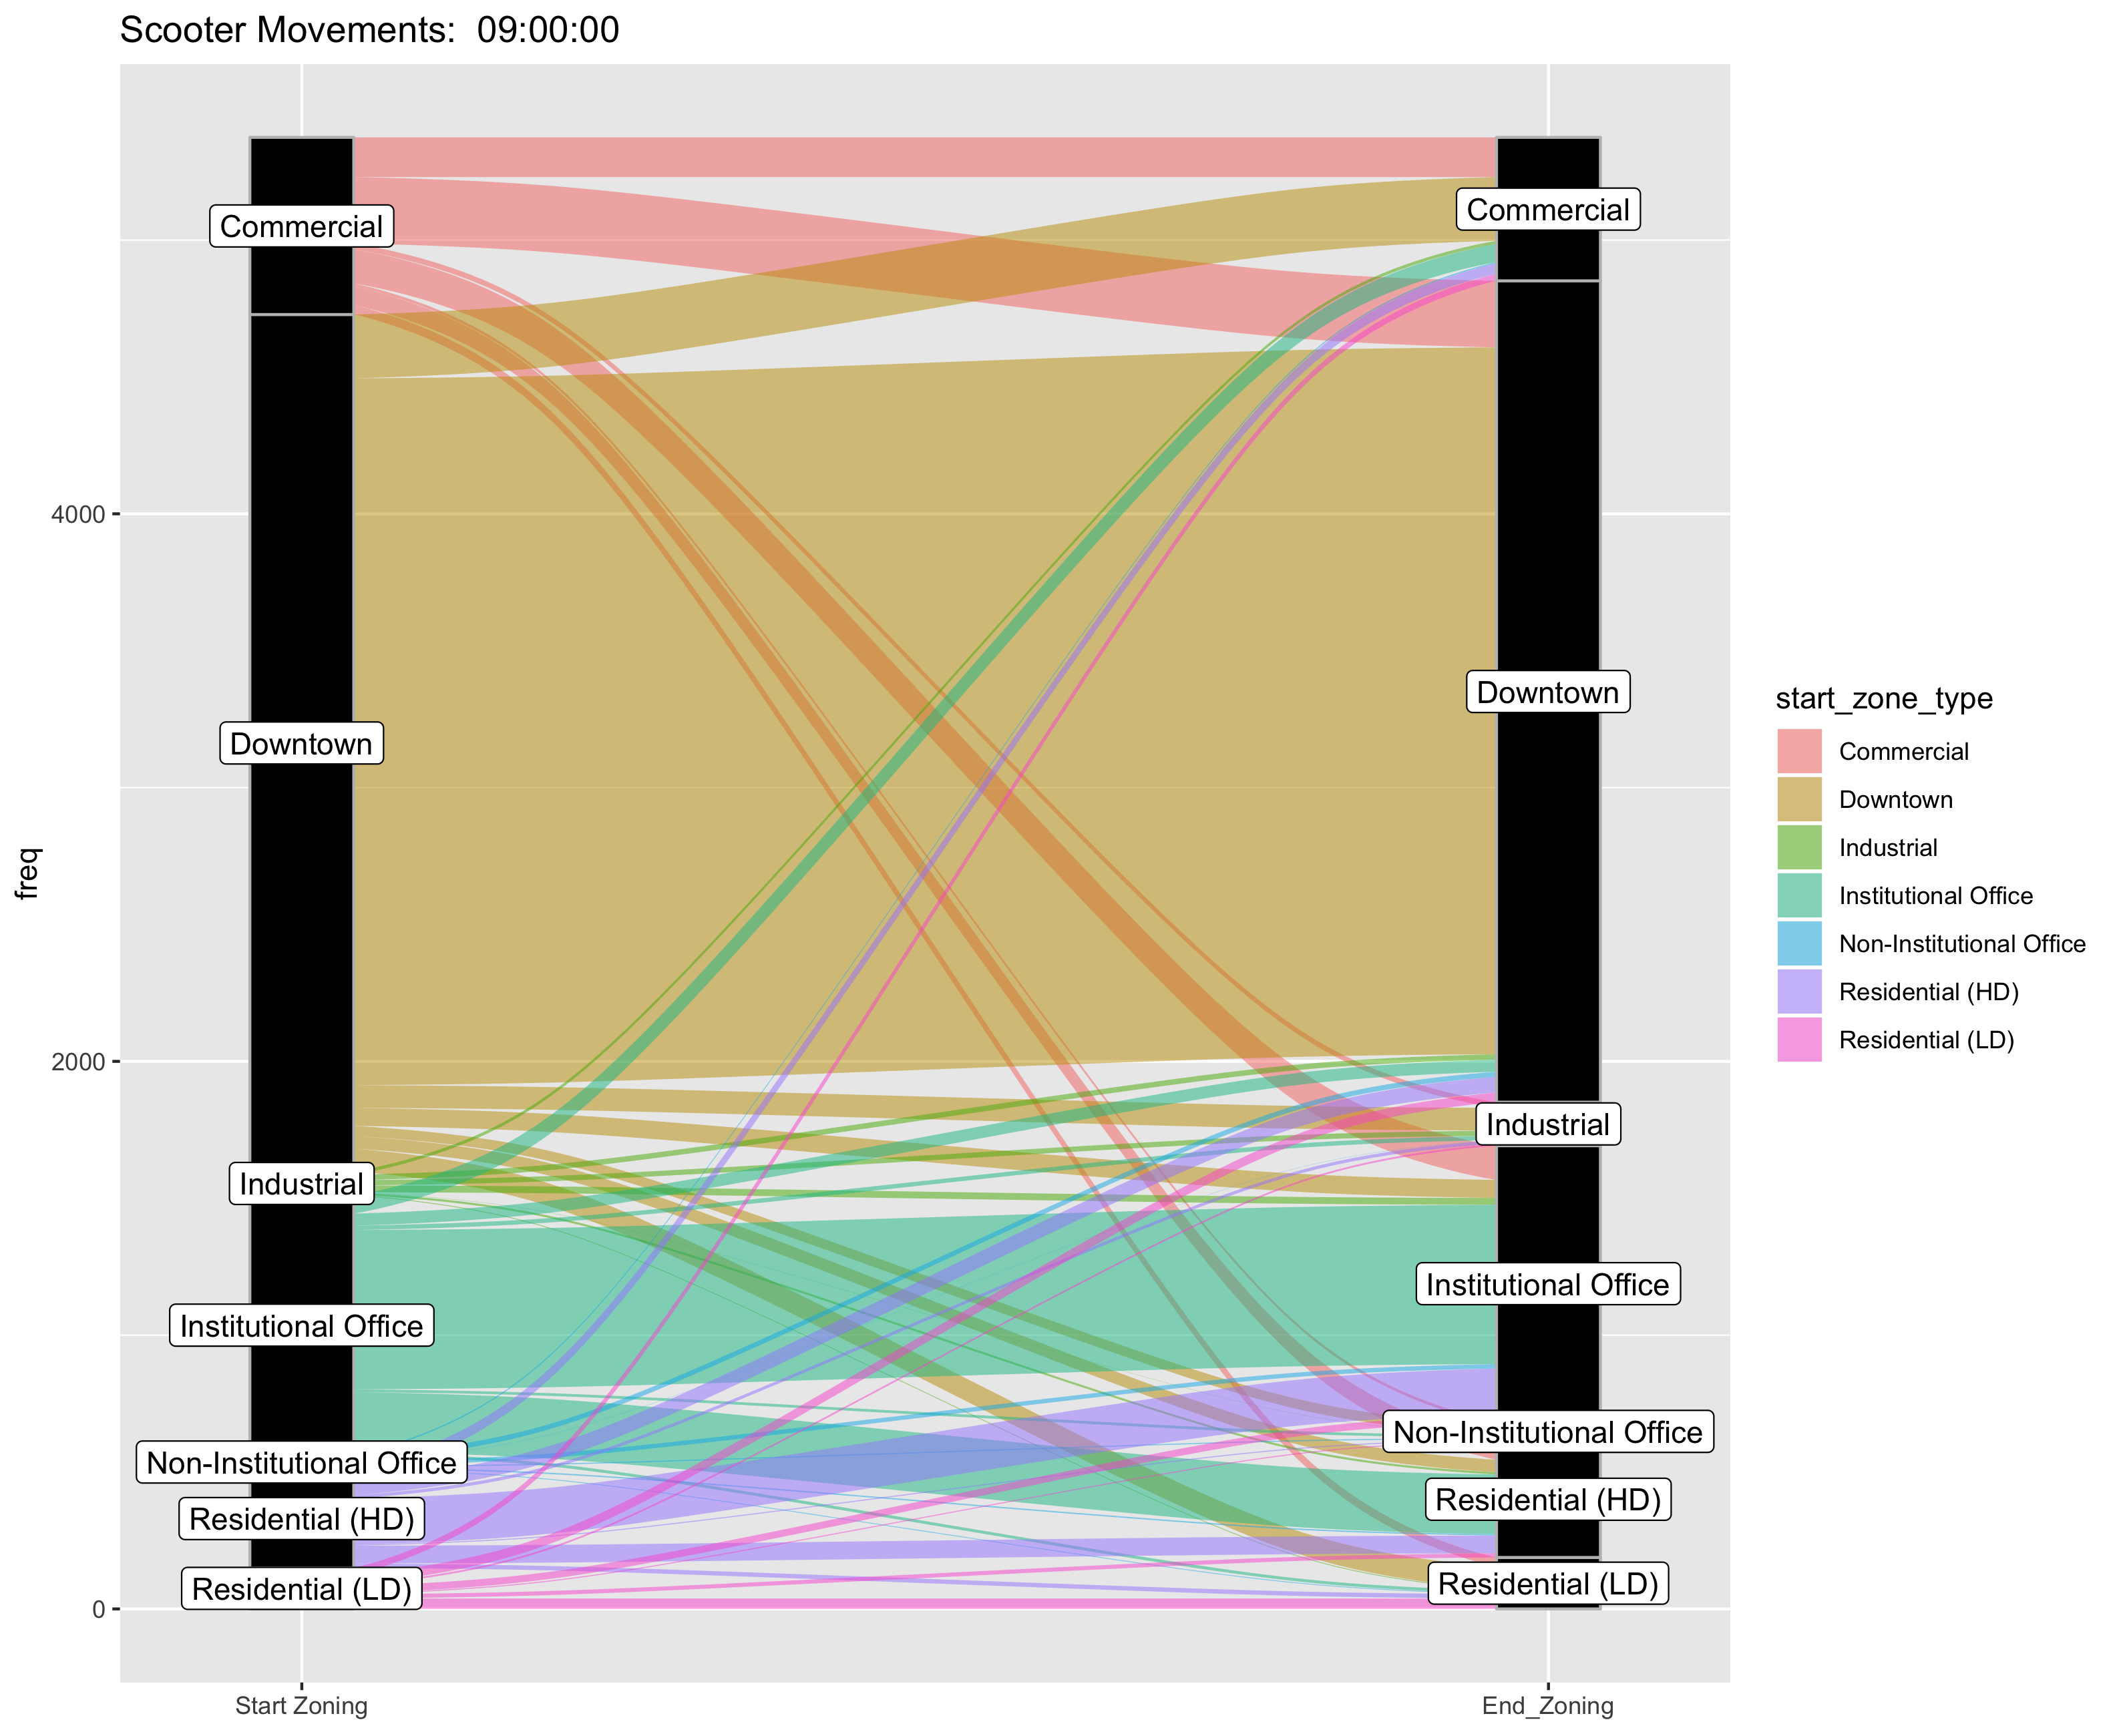 Scooter Movements:  09:00:00
Commercial
Commercial
4000
Downtown
Downtown
freq
2000
Industrial
Industrial
Institutional Office
Institutional Office
Non-Institutional Office
Non-Institutional Office
Residential (HD)
Residential (HD)
Residential (LD)
Residential (LD)
0
Start Zoning
End_Zoning
start_zone_type
Commercial
Downtown
Industrial
Institutional Office
Non-Institutional Office
Residential (HD)
Residential (LD)